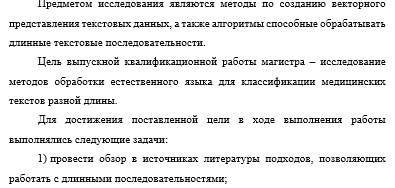 Предметом исследования являются методы по созданию векторного
представления текстовых данных, а также алгоритмы способные обрабатывать
длинные текстовые последовательности.
Цель выпускной квалификационной работы магистра – исследование
методов обработки естественного языка для классификации медицинских
текстов разной длины.
Для достижения поставленной цели в ходе выполнения работы
выполнялись следующие задачи:
1) провести обзор в источниках литературы подходов, позволяющих
работать с длинными последовательностями;